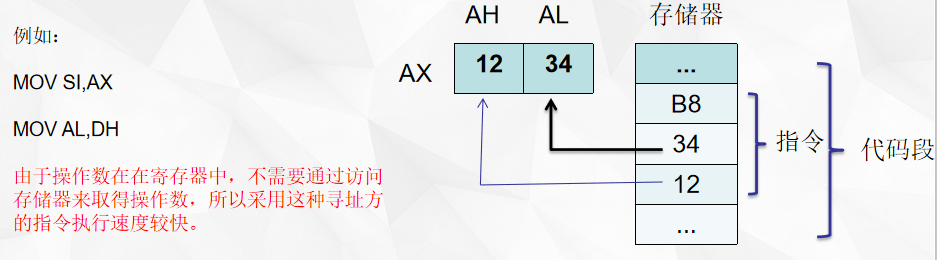 例如：
MOV SI,AX
MOV AL,DH
由于操作数在在寄存器中，不需要通过访问
存储器来取得操作数，所以采用这种寻址方
的指令执行速度较快。
AH AL 存储器
AX 12 34
...
B8
34
12
...
指令
代码段